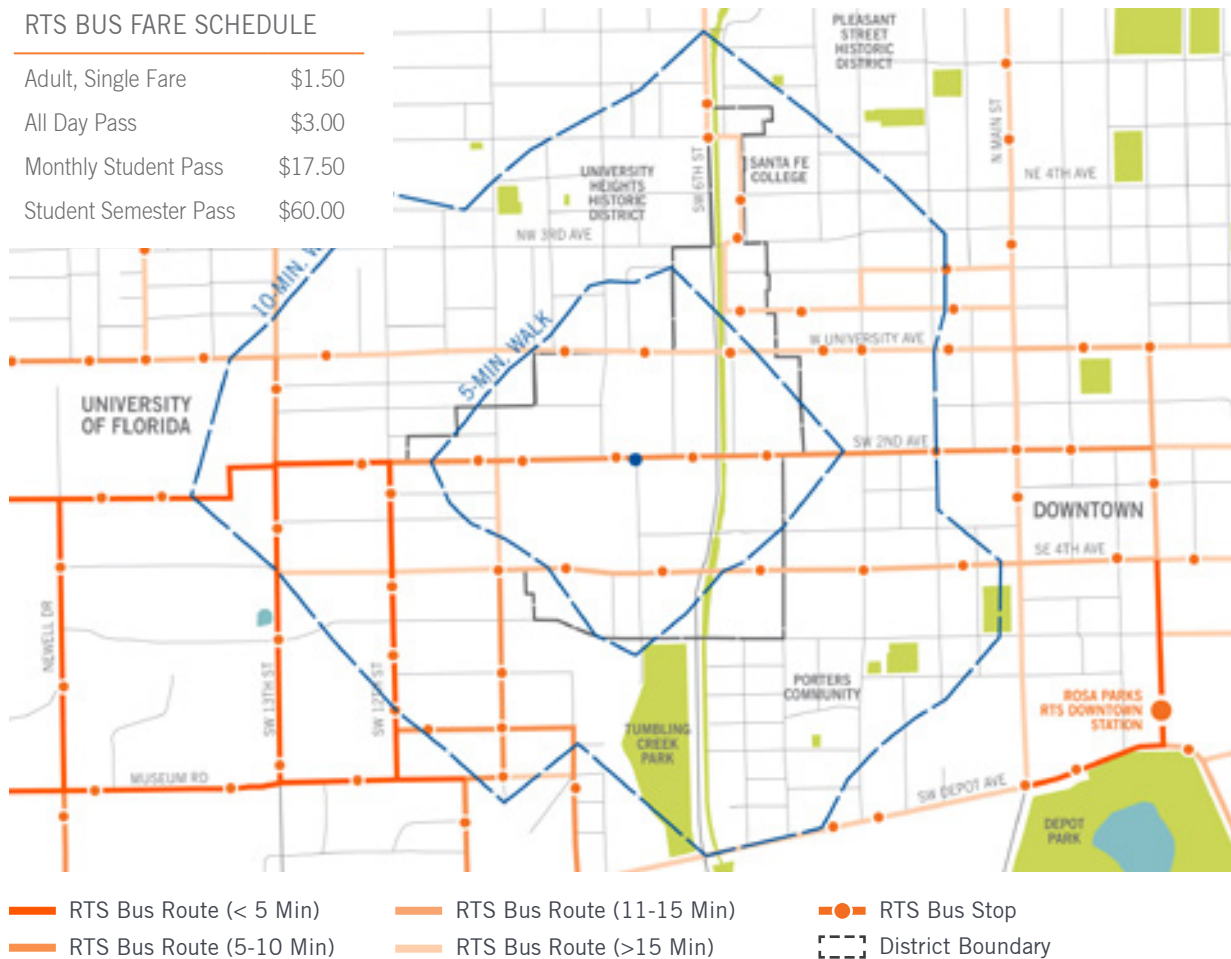 RTS BUS FARE SCHEDULE
Adult, Single Fare $1.50
All Day Pass $3.00
Monthly Student Pass $17.50
Student Semester Pass $60.00
PLEASANT
STREET
HISTORIC
DISTRICT
N MAIN ST
NE 4TH AVE
SW 6TH ST
SANTA FE
COLLEGE
UNIVERSITY
HEIGHTS
HISTORIC
DISTRICT
NW 3RD AVE
10-MIN. W
5-MIN. WALK
W UNIVERSITY AVE
UNIVERSITY
OF FLORIDA
SW 2ND AVE
DOWNTOWN
SE 4TH AVE
NEWELL DR
SW 13TH ST
SW 12TH ST
PORTERS
COMMUNITY
ROSA PARKS
RTS DOWNTOWN
STATION
TUMBLING
CREEK
PARK
MUSEUM RD
SW DEPOT AVE
DEPOT
PARK
RTS Bus Route (< 5 Min)
RTS Bus Route (5-10 Min)
RTS Bus Route (11-15 Min)
RTS Bus Route (>15 Min)
RTS Bus Stop
District Boundary